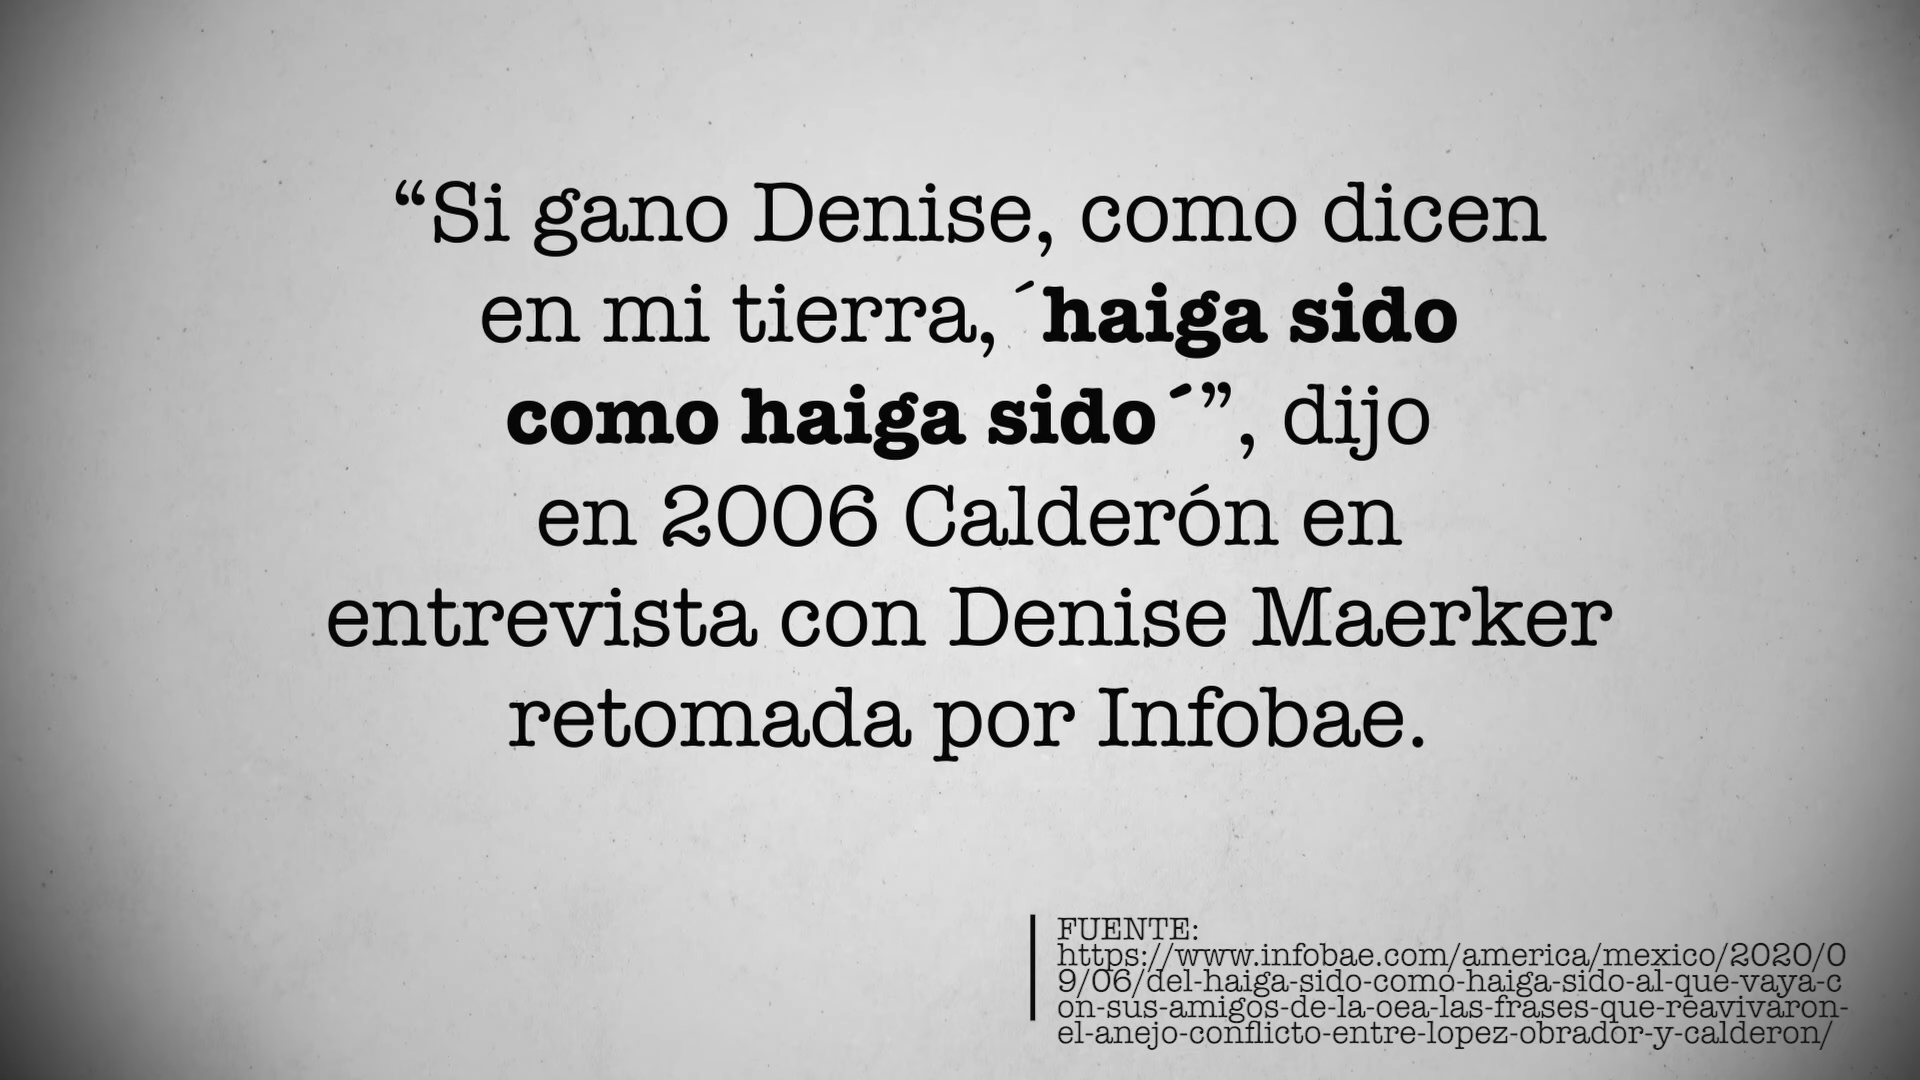 “Si gano Denise, como dicen
en mi tierra, ´haiga sido
como haiga sido´”, dijo
en 2006 Calderón en
entrevista con Denise Maerker
retomada por Infobae.
FUENTE:
https://www.infobae.com/america/mexico/2020/0
9/06/del-haiga-sido-como-haiga-sido-al-que-vaya-c
on-sus-amigos-de-la-oea-las-frases-que-reavivaron-
el-anejo-conflicto-entre-lopez-obrador-y-calderon/